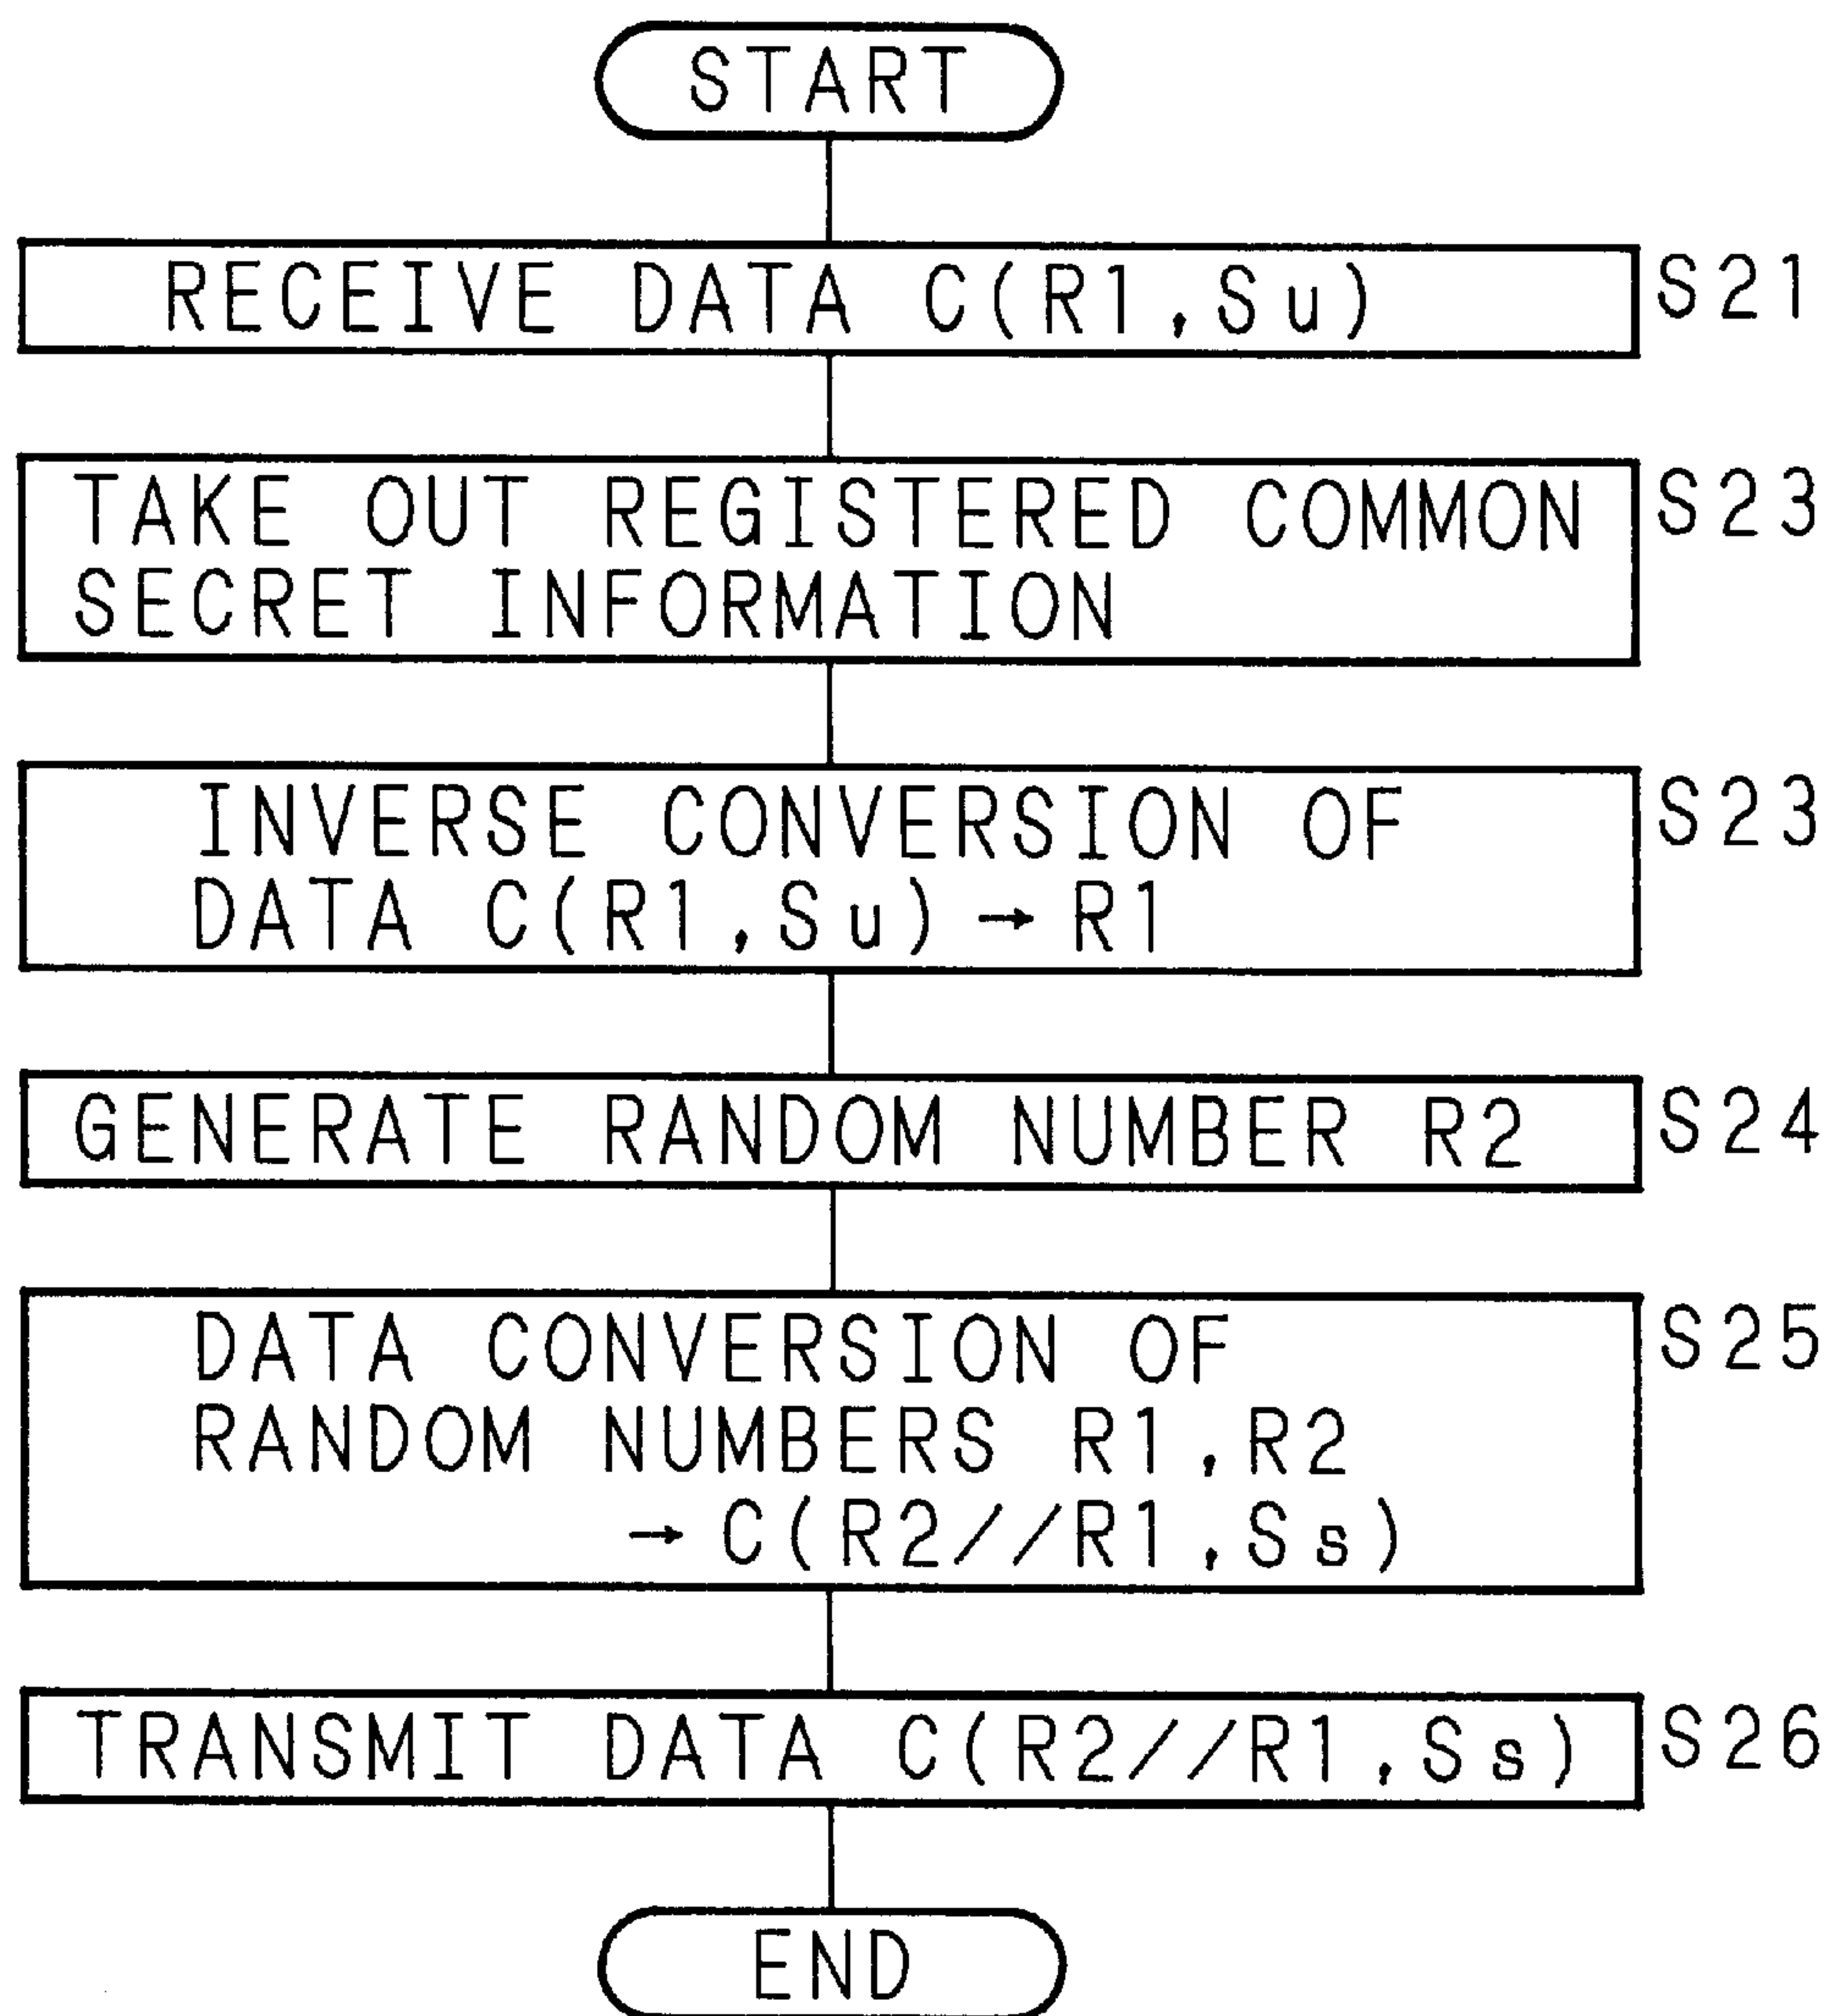 START
RECEIVE DATA C(R1,Su) S21
TAKE OUT REGISTERED COMMON S23
SECRET INFORMATION
INVERSE CONVERSION OF S23
DATA C(R1,Su)→R1
GENERATE RANDOM NUMBER R2 S24
DATA CONVERSION OF S25
RANDOM NUMBERS R1,R2
→C(R2//R1,Ss)
TRANSMIT DATA C(R2//R1,Ss) S26
END